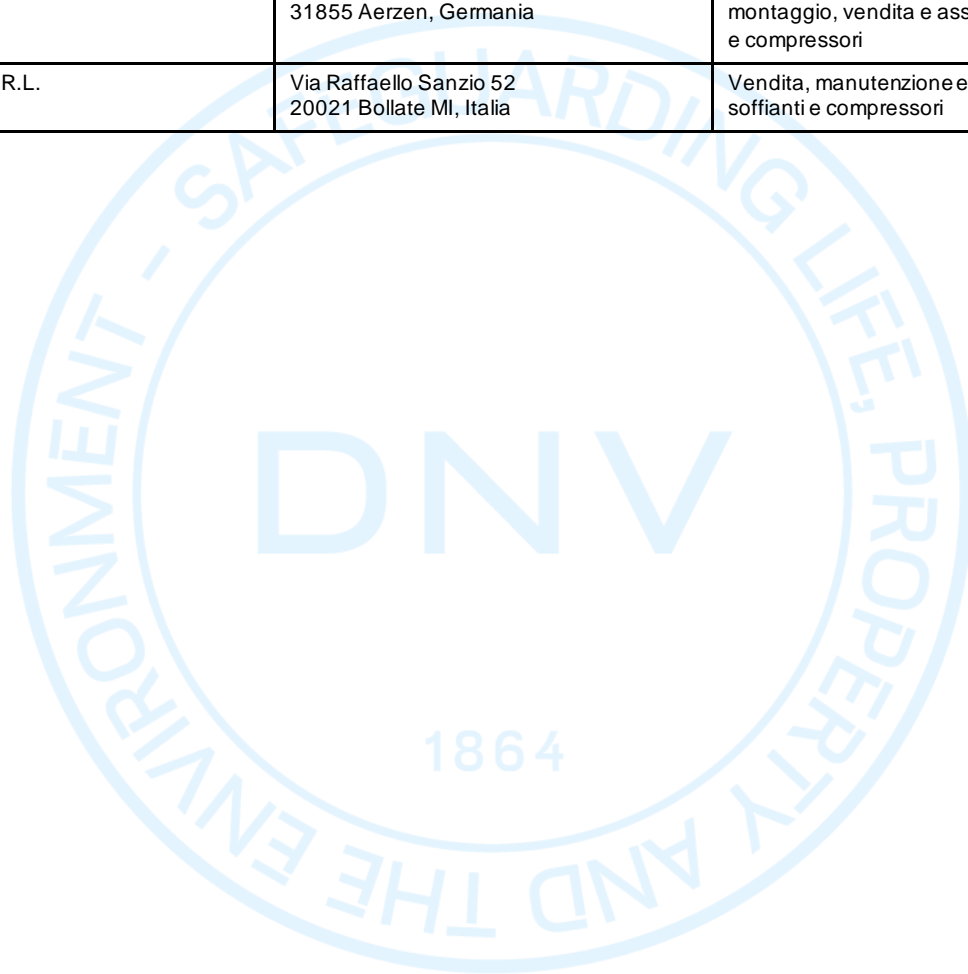 31855 Aerzen, Germania
montaggio, vendita e ass
e compressori
R.L.
Via Raffaello Sanzio 52
20021 Bollate MI, Italia
Vendita, manutenzione e
soffianti e compressori
SAFEGUARDING LIFE, PROPERTY AND THE ENVIRONMENT -
DNV
1864